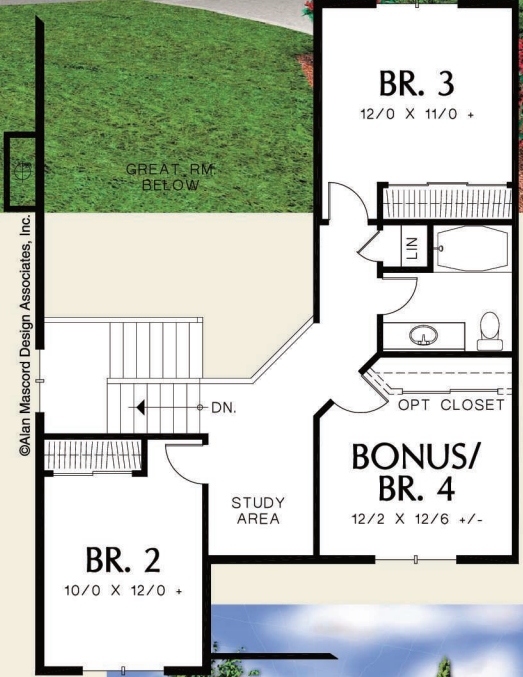 BR. 3
12/0 X 11/0 +
GREAT RM.
BELOW
LIN
©Alan Mascord Design Associates, Inc.
DN.
OPT CLOSET
BONUS/
BR. 4
12/2 X 12/6 +/-
STUDY
AREA
BR. 2
10/0 X 12/0 +